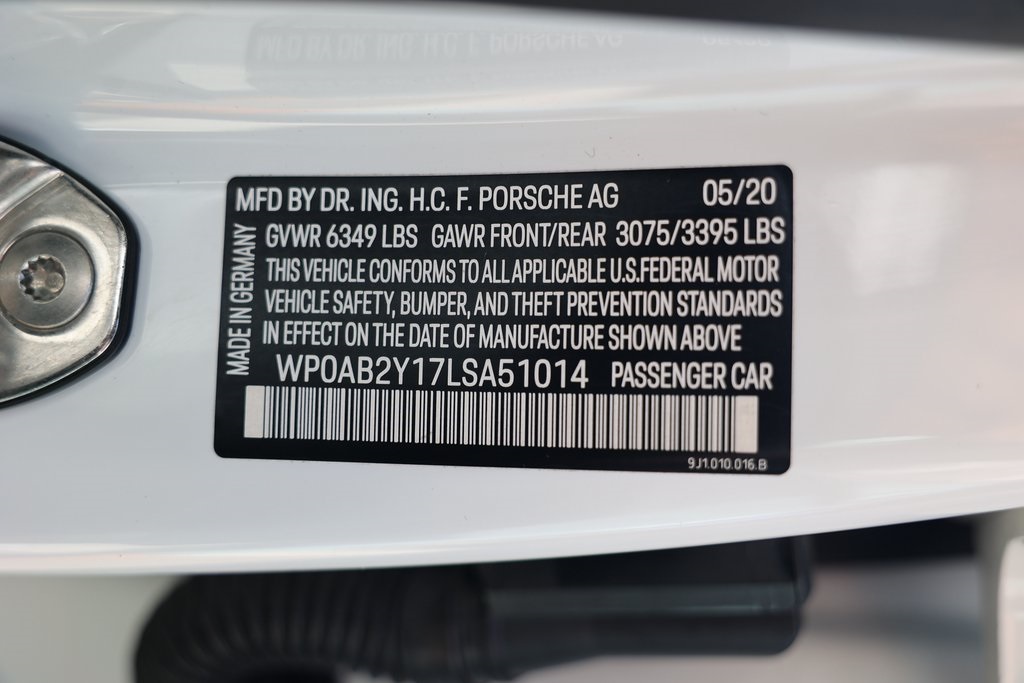 MFD BY DR. ING. H.C. F. PORSCHE AG 05/20
MADE IN GERMANY
GVWR 6349 LBS GAWR FRONT/REAR 3075/3395 LBS
THIS VEHICLE CONFORMS TO ALL APPLICABLE U.S.FEDERAL MOTOR
VEHICLE SAFETY, BUMPER, AND THEFT PREVENTION STANDARDS
IN EFFECT ON THE DATE OF MANUFACTURE SHOWN ABOVE
WP0AB2Y17LSA51014 PASSENGER CAR
9J1.010.016.B